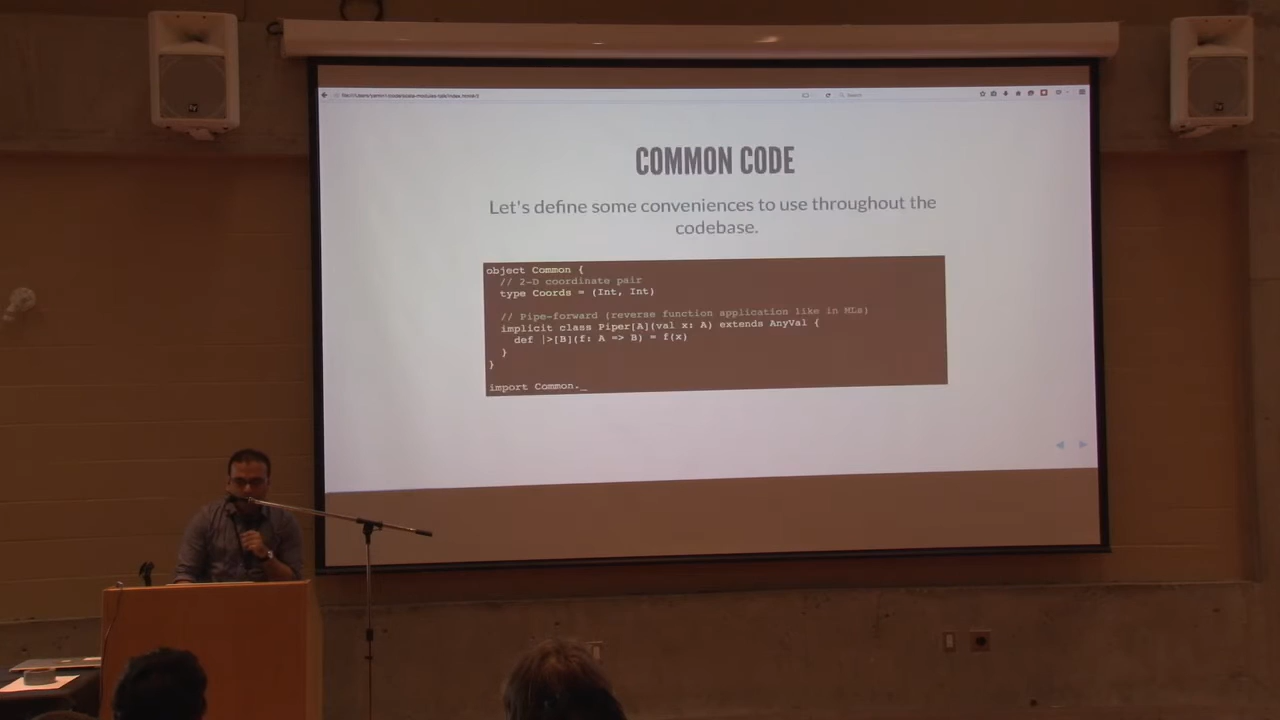 COMMON CODE
Let's define some conveniences to use throughout the
codebase.
object Common {
// 2-D coordinate pair
type Coords = (Int, Int)
// Pipe-forward (reverse function application like in MLs)
implicit class Piper[A](val x: A) extends AnyVal {
def |>[B](f: A => B) = f(x)
}
}
import Common._